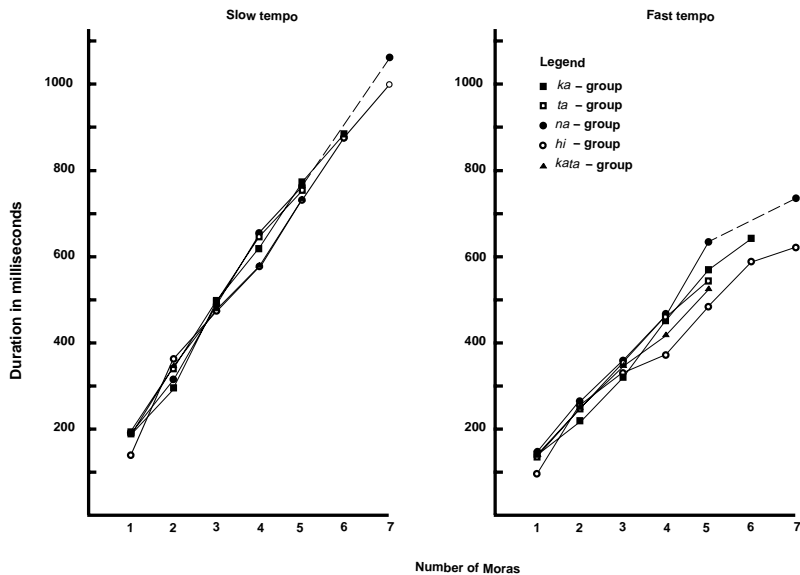 Slow tempo
Fast tempo
Duration in milliseconds
1000
800
600
400
200
1 2 3 4 5 6 7
Legend
ka – group
ta – group
na – group
hi – group
kata – group
1000
800
600
400
200
1 2 3 4 5 6 7
Number of Moras